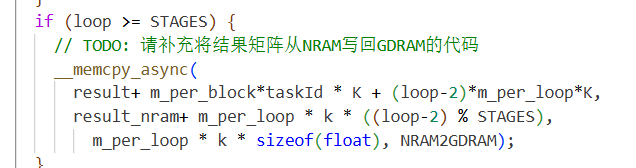 if (loop >= STAGES) {
// TODO: 请补充将结果矩阵从NRAM写回GDRAM的代码
__memcpy_async(
result+ m_per_block*taskId * K + (loop-2)*m_per_loop*K,
result_nram+ m_per_loop * k * ((loop-2) % STAGES),
m_per_loop * k * sizeof(float), NRAM2GDRAM);
}